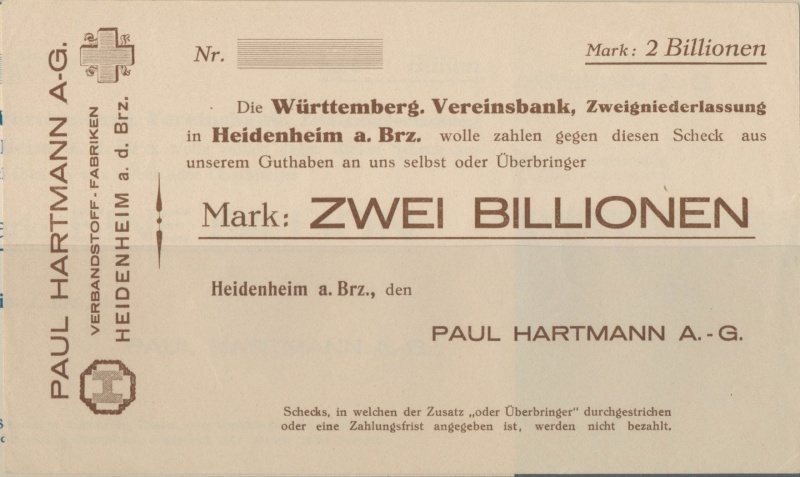 PAUL HARTMANN A-G.
VERBANDSTOFF-FABRIKEN
HEIDENHEIM a. d. Brz.
H
Nr.
Mark: 2 Billionen
Die Württemberg. Vereinsbank, Zweigniederlassung
in Heidenheim a. Brz. wolle zahlen gegen diesen Scheck aus
unserem Guthaben an uns selbst oder Überbringer
Mark: ZWEI BILLIONEN
Heidenheim a. Brz., den
PAUL HARTMANN A.-G.
Schecks, in welchen der Zusatz „oder Überbringer" durchgestrichen
oder eine Zahlungsfrist angegeben ist, werden nicht bezahlt.